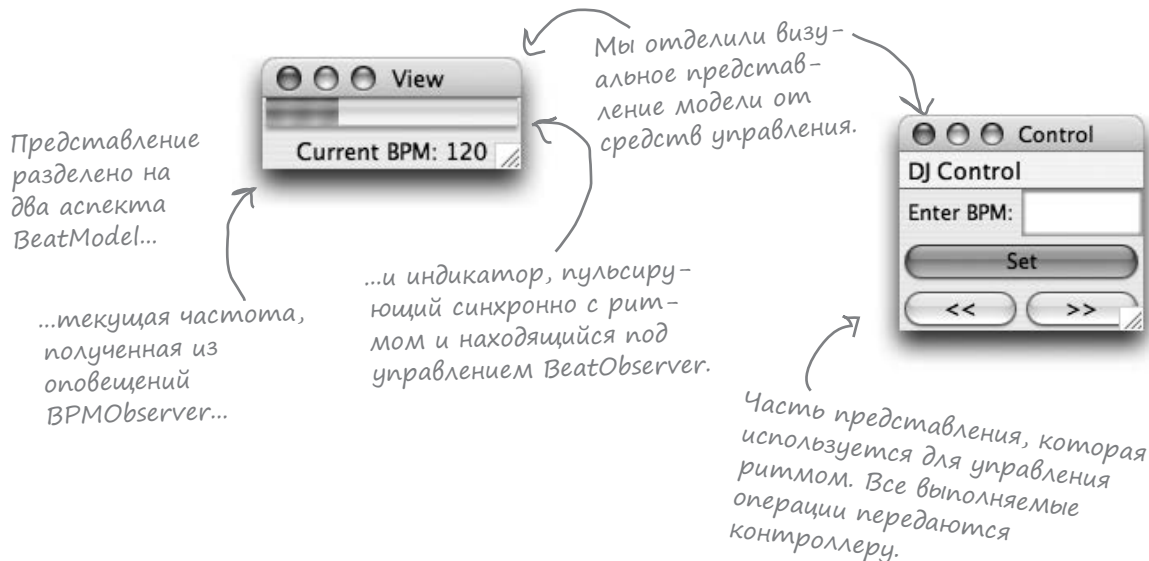 Мы отделили визу-
альное представ-
ление модели от
средств управления.
View
Current BPM: 120
Представление
разделено на
два аспекта
BeatModel...
Control
DJ Control
Enter BPM:
Set
<<
>>
...текущая частота,
полученная из
оповещений
BPMObserver...
...и индикатор, пульсиру-
ющий синхронно с рит-
мом и находящийся под
управлением BeatObserver.
Часть представления, которая
используется для управления
ритмом. Все выполняемые
операции передаются
контроллеру.